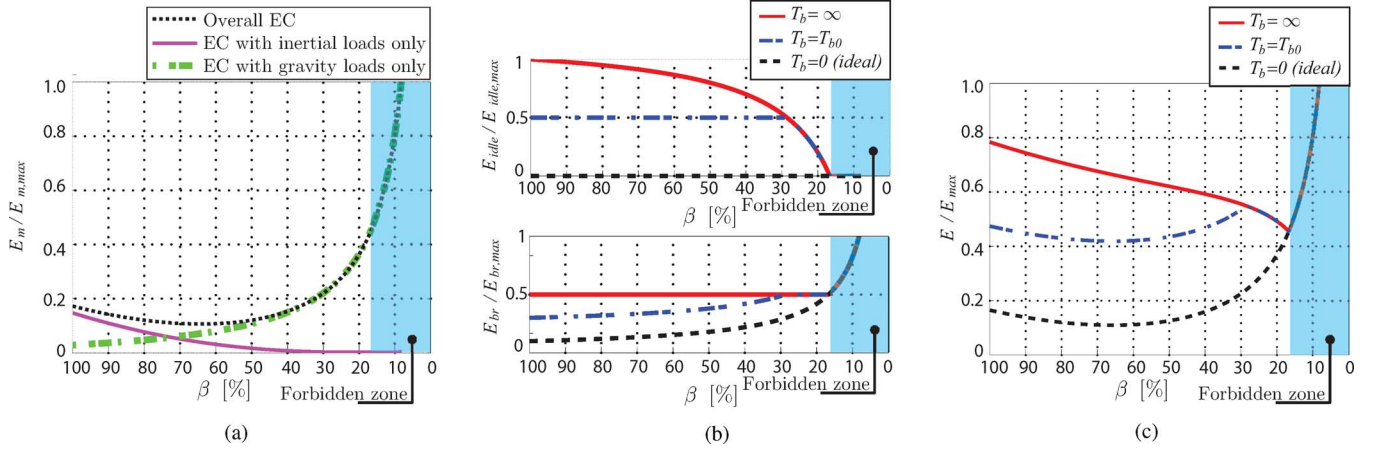 Overall EC
EC with inertial loads only
EC with gravity loads only
E_m / E_m,max
1.0
0.8
0.6
0.4
0.2
0
100 90 80 70 60 50 40 30 20 10 0
β [%]
Forbidden zone
(a)
T_b = ∞
T_b=T_b0
T_b=0 (ideal)
E_idle / E_idle,max
1
0.5
0
100 90 80 70 60 50 40 30 20 10 0
β [%]
Forbidden zone
E_br / E_br,max
1
0.5
0
100 90 80 70 60 50 40 30 20 10 0
β [%]
Forbidden zone
(b)
T_b = ∞
T_b=T_b0
T_b=0 (ideal)
E / E_max
1.0
0.8
0.6
0.4
0.2
0
100 90 80 70 60 50 40 30 20 10 0
β [%]
Forbidden zone
(c)